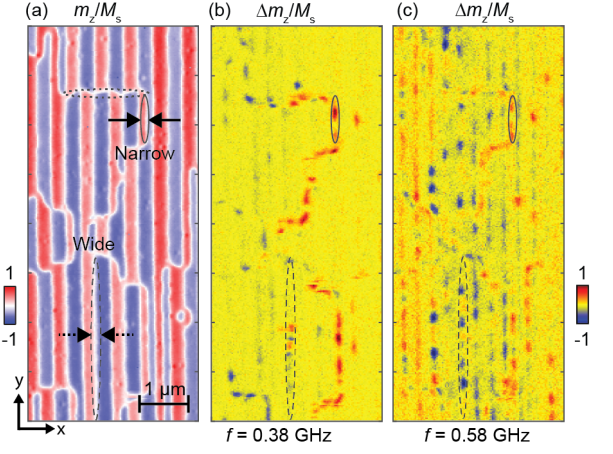 (a) mz/Ms (b) Δmz/Ms (c) Δmz/Ms
Narrow
Wide
1
-1
1
-1
1 μm
y
x
f = 0.38 GHz
f = 0.58 GHz